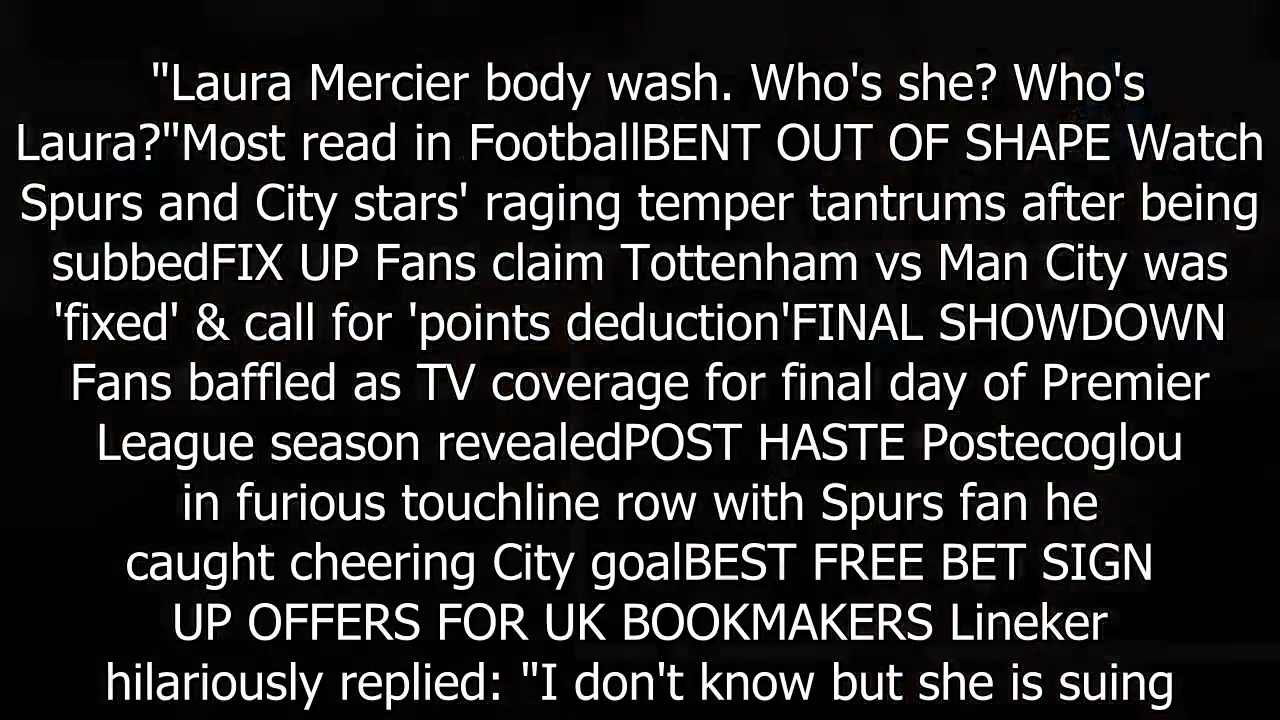 "Laura Mercier body wash. Who's she? Who's
Laura?"Most read in FootballBENT OUT OF SHAPE Watch
Spurs and City stars' raging temper tantrums after being
subbedFIX UP Fans claim Tottenham vs Man City was
'fixed' & call for 'points deduction'FINAL SHOWDOWN
Fans baffled as TV coverage for final day of Premier
League season revealedPOST HASTE Postecoglou
in furious touchline row with Spurs fan he
caught cheering City goalBEST FREE BET SIGN
UP OFFERS FOR UK BOOKMAKERS Lineker
hilariously replied: "I don't know but she is suing